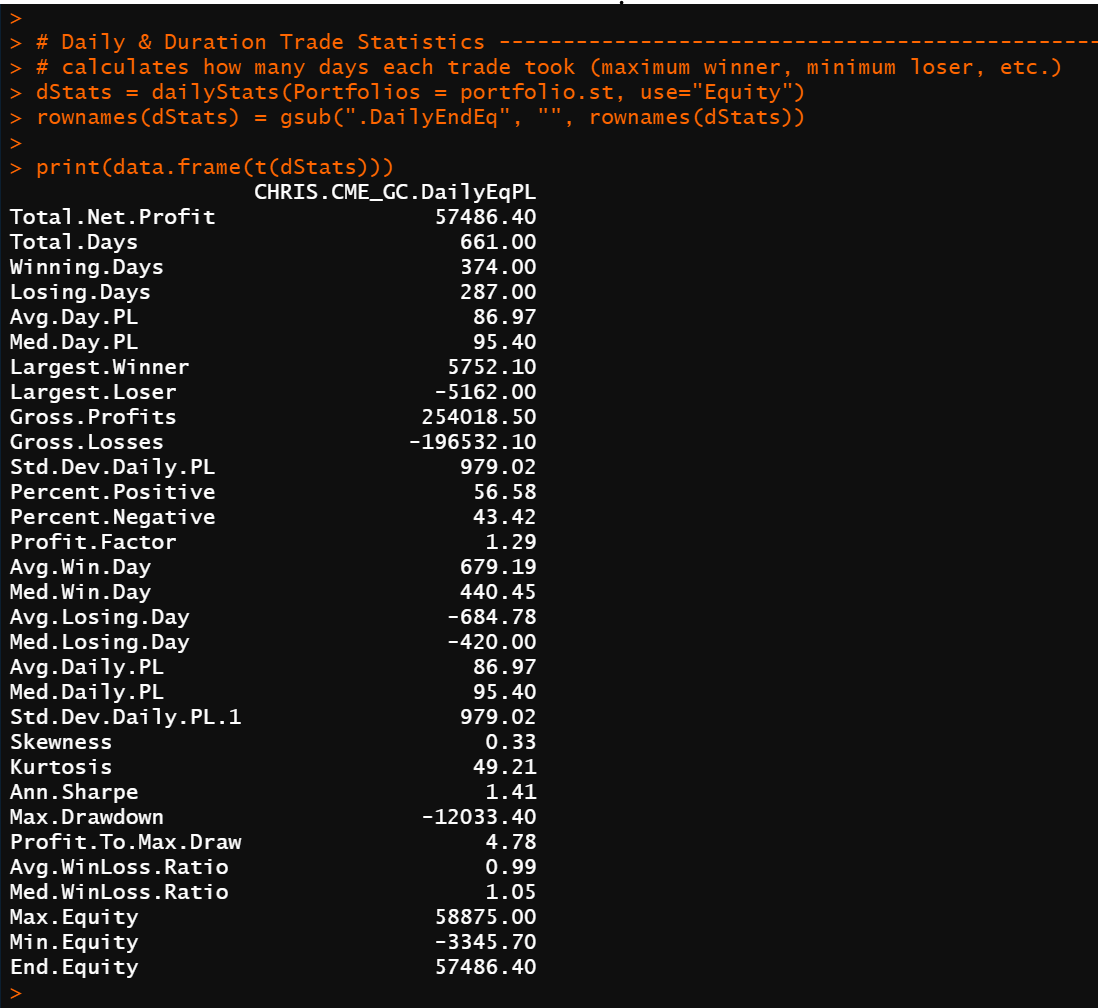 >
> # Daily & Duration Trade Statistics -----------------------------------------------
> # calculates how many days each trade took (maximum winner, minimum loser, etc.)
> dStats = dailyStats(Portfolios = portfolio.st, use="Equity")
> rownames(dStats) = gsub(".DailyEndEq", "", rownames(dStats))
>
> print(data.frame(t(dStats)))
CHRIS.CME_GC.DailyEqPL
Total.Net.Profit 57486.40
Total.Days 661.00
Winning.Days 374.00
Losing.Days 287.00
Avg.Day.PL 86.97
Med.Day.PL 95.40
Largest.Winner 5752.10
Largest.Loser -5162.00
Gross.Profits 254018.50
Gross.Losses -196532.10
Std.Dev.Daily.PL 979.02
Percent.Positive 56.58
Percent.Negative 43.42
Profit.Factor 1.29
Avg.Win.Day 679.19
Med.Win.Day 440.45
Avg.Losing.Day -684.78
Med.Losing.Day -420.00
Avg.Daily.PL 86.97
Med.Daily.PL 95.40
Std.Dev.Daily.PL.1 979.02
Skewness 0.33
Kurtosis 49.21
Ann.Sharpe 1.41
Max.Drawdown -12033.40
Profit.To.Max.Draw 4.78
Avg.WinLoss.Ratio 0.99
Med.WinLoss.Ratio 1.05
Max.Equity 58875.00
Min.Equity -3345.70
End.Equity 57486.40
>